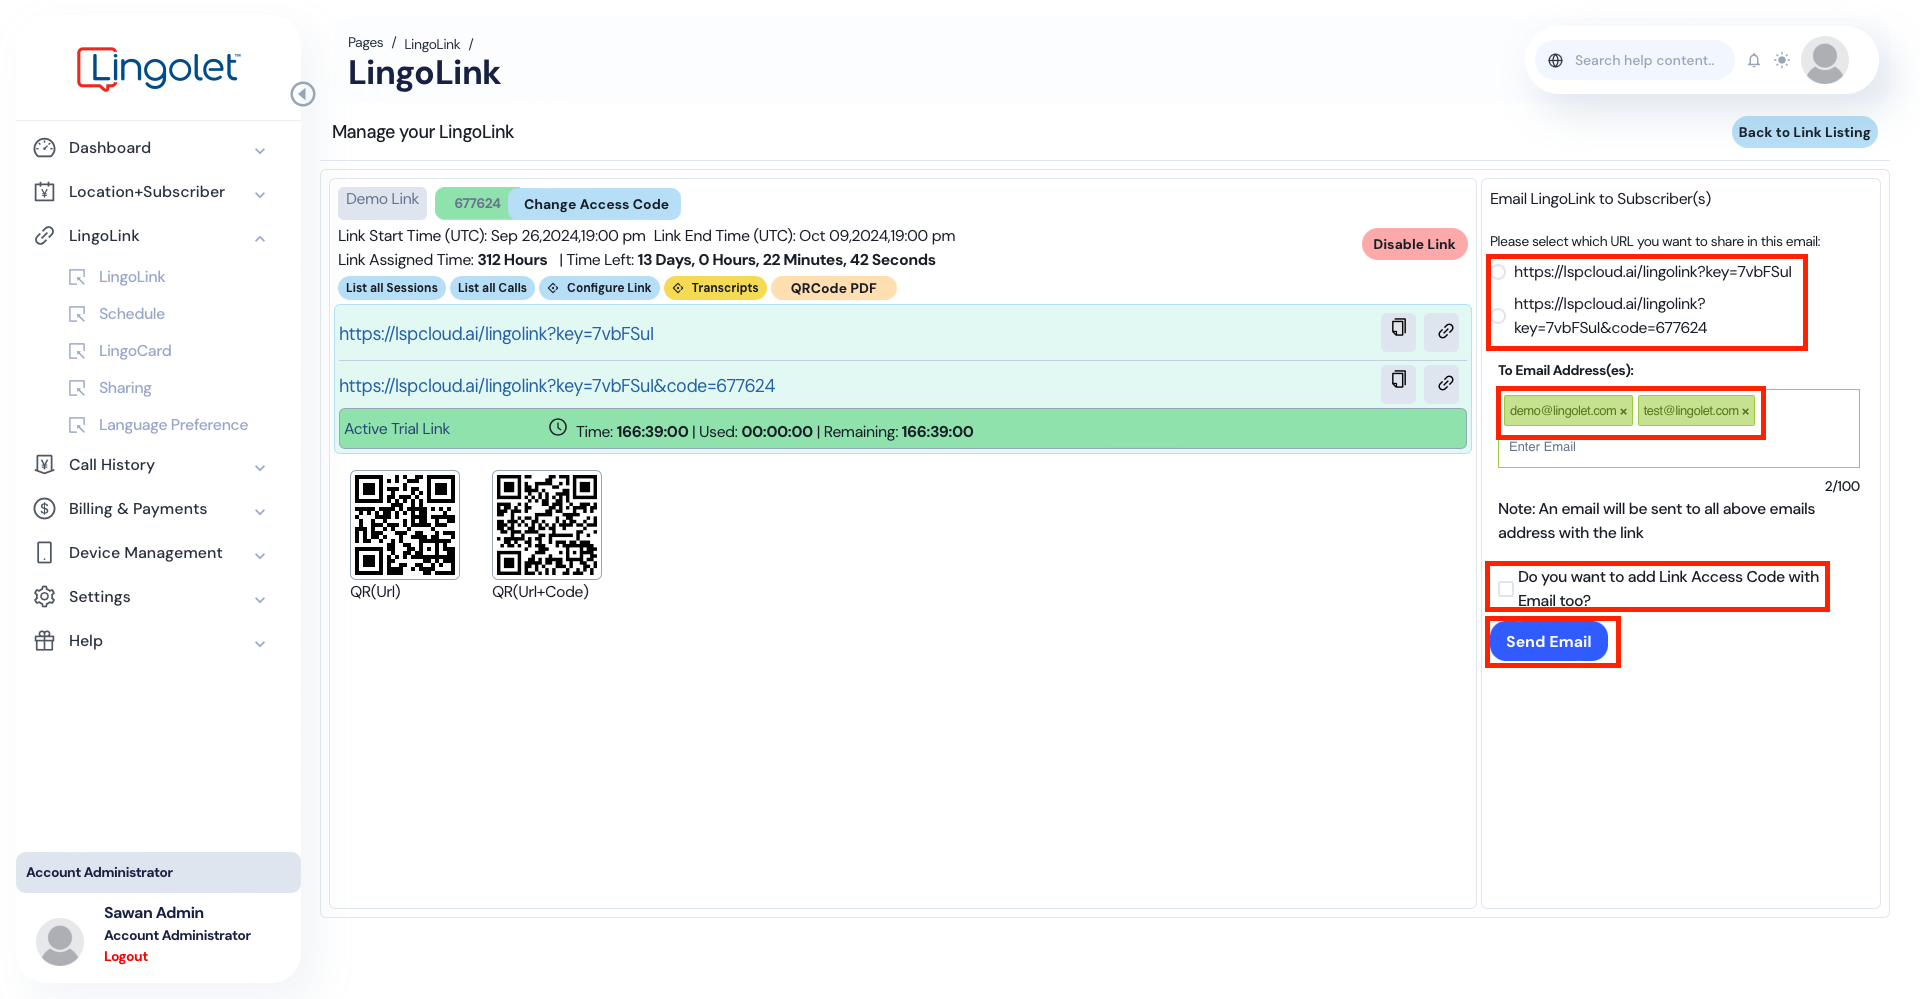 Lingolet™
Dashboard
Location+Subscriber
LingoLink
LingoLink
Schedule
LingoCard
Sharing
Language Preference
Call History
Billing & Payments
Device Management
Settings
Help
Account Administrator
Sawan Admin
Account Administrator
Logout
Pages / LingoLink /
LingoLink
Search help content..
Manage your LingoLink
Back to Link Listing
Demo Link 677624 Change Access Code
Link Start Time (UTC): Sep 26,2024,19:00 pm Link End Time (UTC): Oct 09,2024,19:00 pm
Link Assigned Time: 312 Hours | Time Left: 13 Days, 0 Hours, 22 Minutes, 42 Seconds
Disable Link
List all Sessions List all Calls Configure Link Transcripts QRCode PDF
https://lspcloud.ai/lingolink?key=7vbFSul
https://lspcloud.ai/lingolink?key=7vbFSul&code=677624
Active Trial Link Time: 166:39:00 | Used: 00:00:00 | Remaining: 166:39:00
QR(Url) QR(Url+Code)
Email LingoLink to Subscriber(s)
Please select which URL you want to share in this email:
https://lspcloud.ai/lingolink?key=7vbFSul
https://lspcloud.ai/lingolink?
key=7vbFSul&code=677624
To Email Address(es):
demo@lingolet.com × test@lingolet.com ×
Enter Email
2/100
Note: An email will be sent to all above emails
address with the link
Do you want to add Link Access Code with
Email too?
Send Email